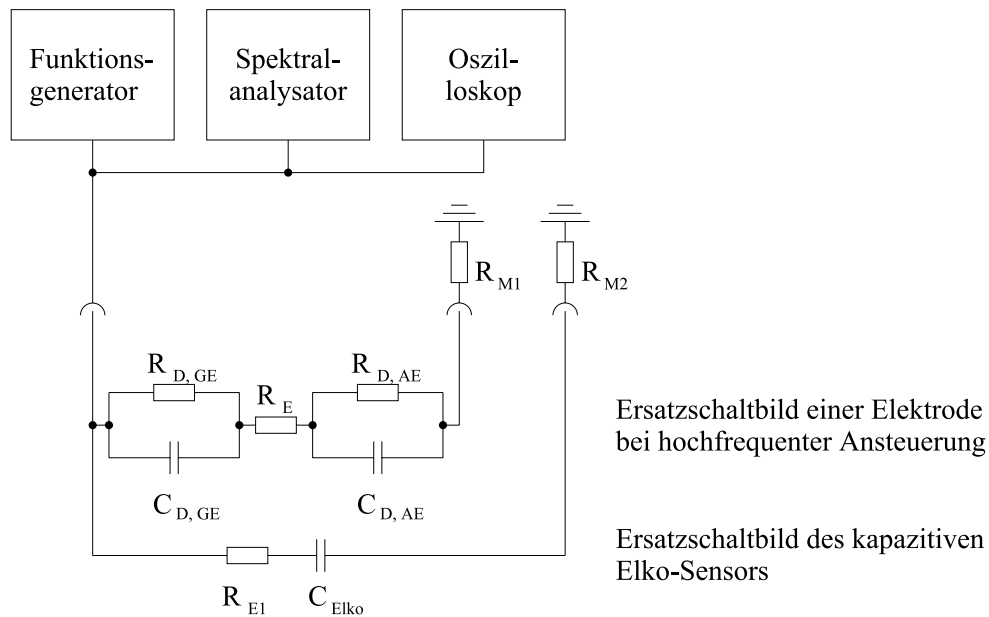 Funktions-
generator
Spektral-
analysator
Oszil-
loskop
R M1
R M2
R D, GE
R E
R D, AE
C D, GE
C D, AE
Ersatzschaltbild einer Elektrode
bei hochfrequenter Ansteuerung
R E1
C Elko
Ersatzschaltbild des kapazitiven
Elko-Sensors